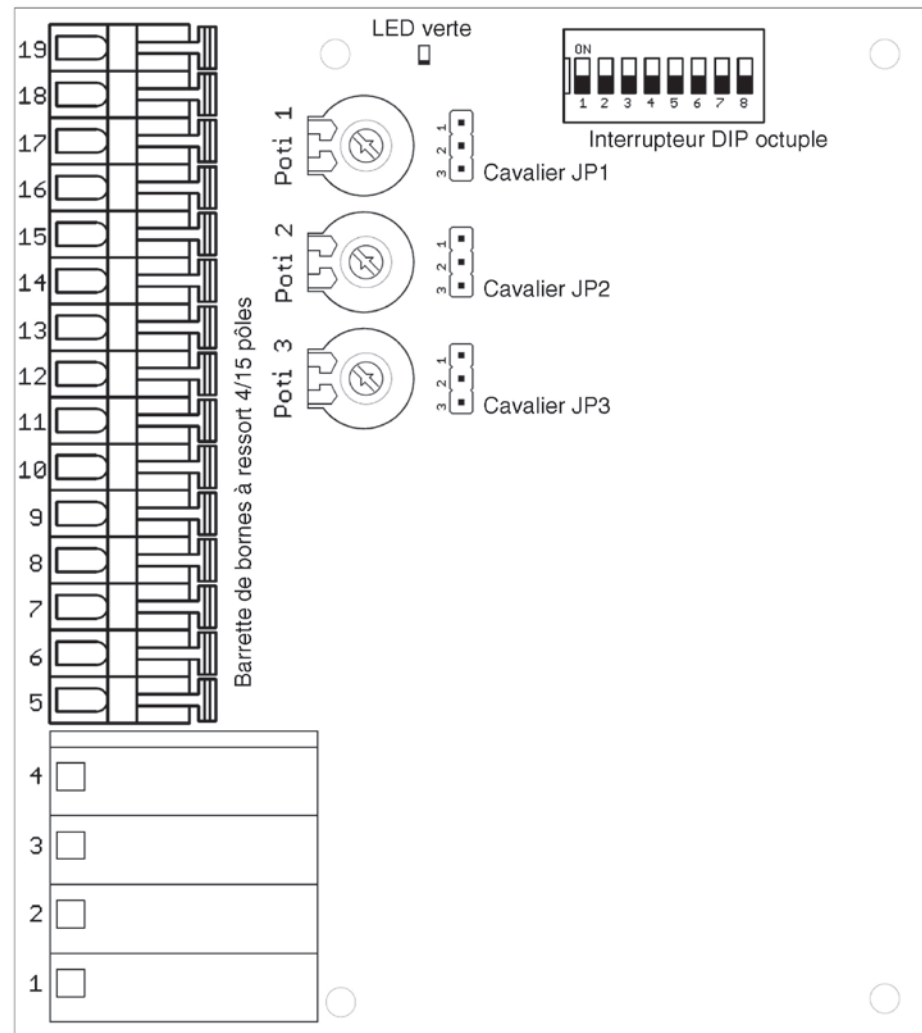 LED verte
ON
1 2 3 4 5 6 7 8
Interrupteur DIP octuple
19
18
17
16
15
14
13
12
11
10
9
8
7
6
5
4
3
2
1
Barrette de bornes à ressort 4/15 pôles
Poti 1
1
2
3
Cavalier JP1
Poti 2
1
2
3
Cavalier JP2
Poti 3
1
2
3
Cavalier JP3